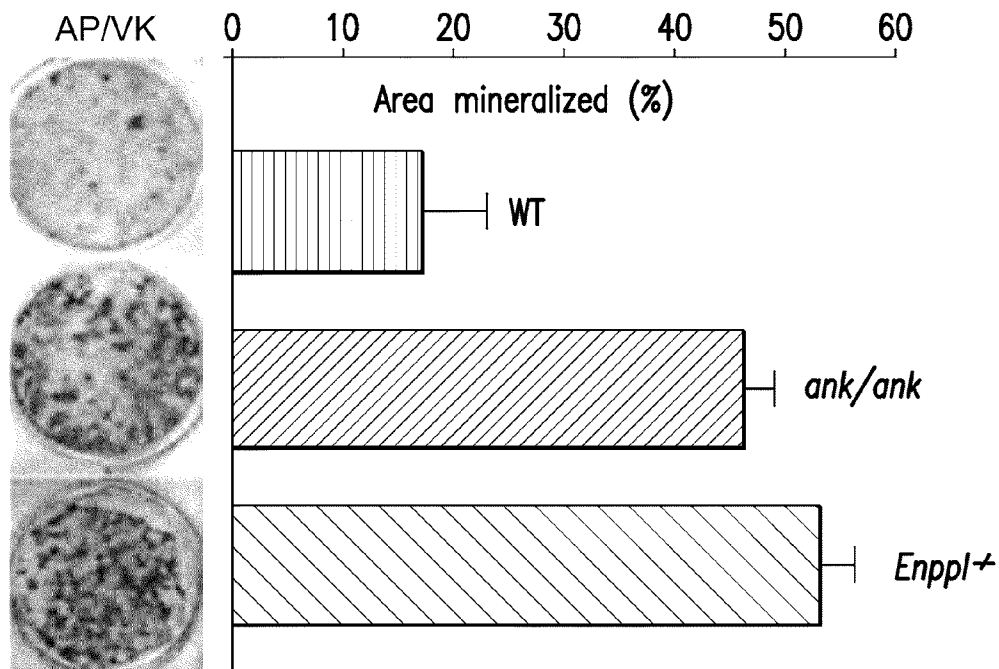 AP/VK
0 10 20 30 40 50 60
Area mineralized (%)
WT
ank/ank
Enppl⁻/⁻